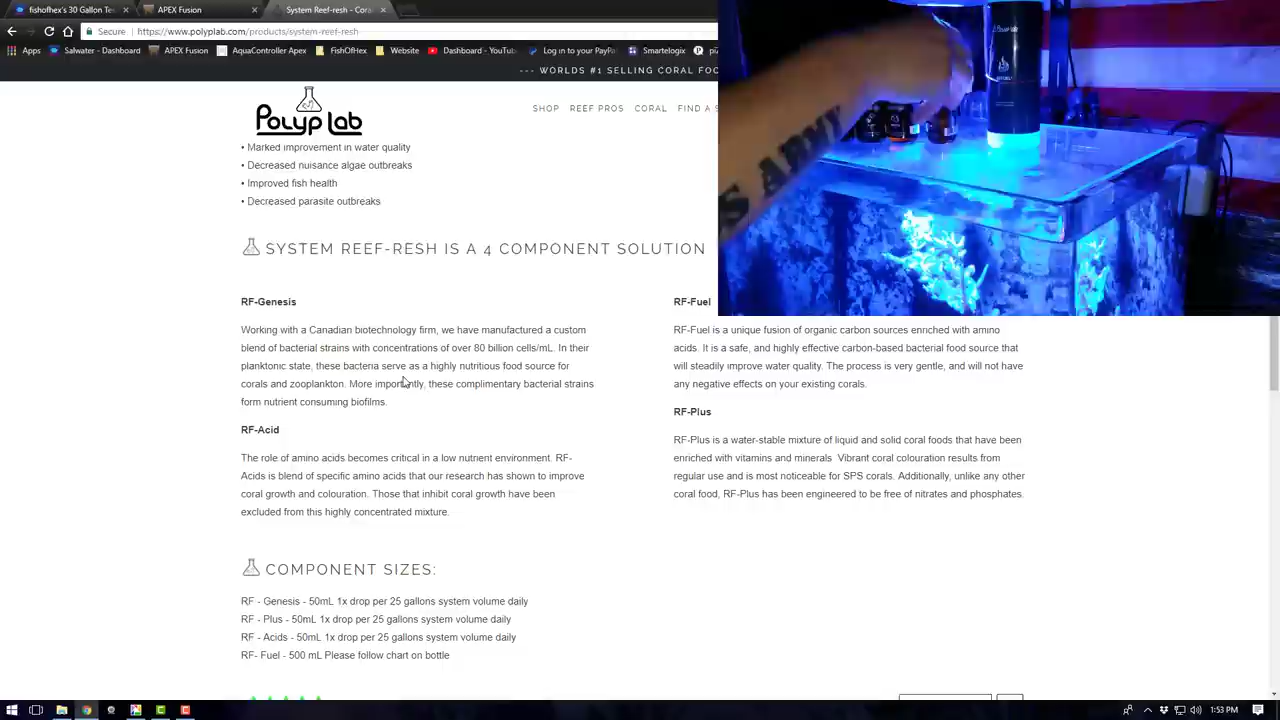 fishofhex's 30 Gallon Te
APEX Fusion
System Reef-Resh
Secure
https://www.polyplab.com/products/system-reef-resh
Apps
Salwater - Dashboard
APEX Fusion
AquaController Apex
FishOfHex
Website
Dashboard - YouTu
Log in to your PayPa
Smartelogix
--- WORLDS #1 SELLING CORAL FOO
Polyp Lab
SHOP
REEF PROS
CORAL
FIND A S
• Marked improvement in water quality
• Decreased nuisance algae outbreaks
• Improved fish health
• Decreased parasite outbreaks
SYSTEM REEF-RESH IS A 4 COMPONENT SOLUTION
RF-Genesis
Working with a Canadian biotechnology firm, we have manufactured a custom
blend of bacterial strains with concentrations of over 80 billion cells/mL. In their
planktonic state, these bacteria serve as a highly nutritious food source for
corals and zooplankton. More importantly, these complimentary bacterial strains
form nutrient consuming biofilms.
RF-Acid
The role of amino acids becomes critical in a low nutrient environment. RF-
Acids is blend of specific amino acids that our research has shown to improve
coral growth and colouration. Those that inhibit coral growth have been
excluded from this highly concentrated mixture.
RF-Fuel
RF-Fuel is a unique fusion of organic carbon sources enriched with amino
acids. It is a safe, and highly effective carbon-based bacterial food source that
will steadily improve water quality. The process is very gentle, and will not have
any negative effects on your existing corals.
RF-Plus
RF-Plus is a water-stable mixture of liquid and solid coral foods that have been
enriched with vitamins and minerals Vibrant coral colouration results from
regular use and is most noticeable for SPS corals. Additionally, unlike any other
coral food, RF-Plus has been engineered to be free of nitrates and phosphates.
COMPONENT SIZES:
RF - Genesis - 50mL 1x drop per 25 gallons system volume daily
RF - Plus - 50mL 1x drop per 25 gallons system volume daily
RF - Acids - 50mL 1x drop per 25 gallons system volume daily
RF- Fuel - 500 mL Please follow chart on bottle
1:53 PM